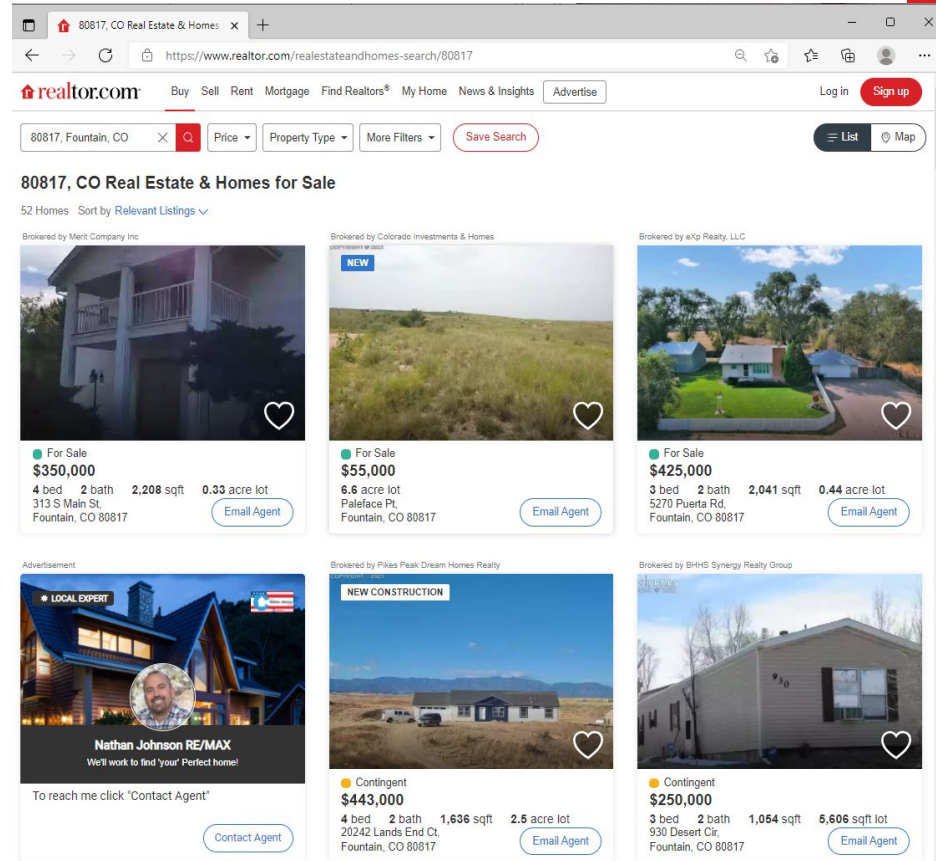 80817, CO Real Estate & Homes
https://www.realtor.com/realestateandhomes-search/80817
realtor.com
Buy Sell Rent Mortgage Find Realtors® My Home News & Insights Advertise Log in Sign up
80817, Fountain, CO Price Property Type More Filters Save Search List Map
80817, CO Real Estate & Homes for Sale
52 Homes Sort by Relevant Listings
Brokered by Merit Company Inc
For Sale
$350,000
4 bed 2 bath 2,208 sqft 0.33 acre lot
313 S Main St,
Fountain, CO 80817
Email Agent
Brokered by Colorado Investments & Homes
NEW
For Sale
$55,000
6.6 acre lot
Paleface Pt,
Fountain, CO 80817
Email Agent
Brokered by eXp Realty, LLC
For Sale
$425,000
3 bed 2 bath 2,041 sqft 0.44 acre lot
5270 Puerta Rd,
Fountain, CO 80817
Email Agent
Advertisement
LOCAL EXPERT
Nathan Johnson RE/MAX
We'll work to find 'your' Perfect home!
To reach me click "Contact Agent"
Contact Agent
Brokered by Pikes Peak Dream Homes Realty
NEW CONSTRUCTION
Contingent
$443,000
4 bed 2 bath 1,636 sqft 2.5 acre lot
20242 Lands End Ct,
Fountain, CO 80817
Email Agent
Brokered by BHHS Synergy Realty Group
930
Contingent
$250,000
3 bed 2 bath 1,054 sqft 5,606 sqft lot
930 Desert Cir,
Fountain, CO 80817
Email Agent